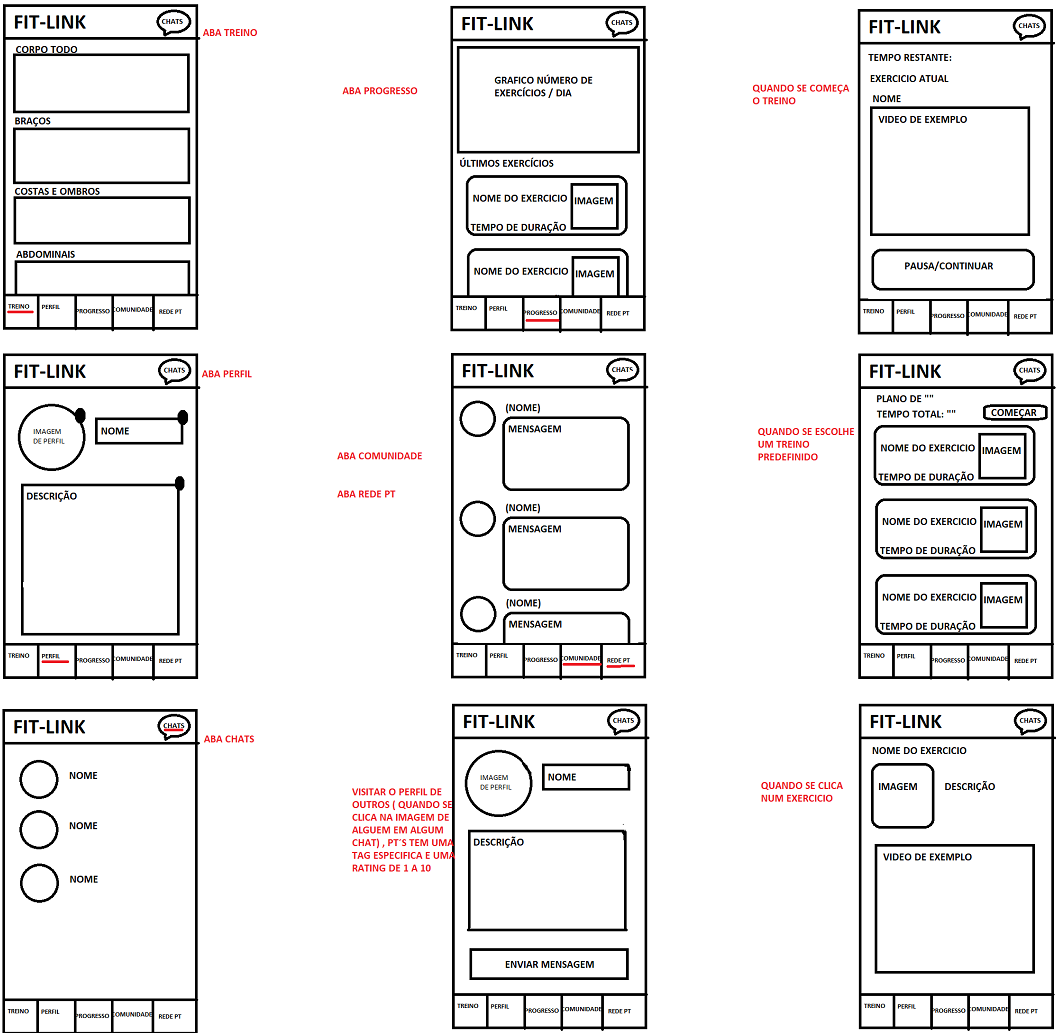 FIT-LINK
CHATS
ABA TREINO
CORPO TODO
BRAÇOS
COSTAS E OMBROS
ABDOMINAIS
TREINO
PERFIL
PROGRESSO
COMUNIDADE
REDE PT
FIT-LINK
CHATS
ABA PROGRESSO
GRAFICO NÚMERO DE
EXERCÍCIOS / DIA
ÚLTIMOS EXERCÍCIOS
NOME DO EXERCICIO
IMAGEM
TEMPO DE DURAÇÃO
NOME DO EXERCICIO
IMAGEM
TREINO
PERFIL
PROGRESSO
COMUNIDADE
REDE PT
FIT-LINK
CHATS
QUANDO SE COMEÇA
O TREINO
TEMPO RESTANTE:
EXERCICIO ATUAL
NOME
VIDEO DE EXEMPLO
PAUSA/CONTINUAR
TREINO
PERFIL
PROGRESSO
COMUNIDADE
REDE PT
FIT-LINK
CHATS
ABA PERFIL
IMAGEM
DE PERFIL
NOME
DESCRIÇÃO
TREINO
PERFIL
PROGRESSO
COMUNIDADE
REDE PT
FIT-LINK
CHATS
ABA COMUNIDADE
ABA REDE PT
(NOME)
MENSAGEM
(NOME)
MENSAGEM
(NOME)
MENSAGEM
TREINO
PERFIL
PROGRESSO
COMUNIDADE
REDE PT
FIT-LINK
CHATS
QUANDO SE ESCOLHE
UM TREINO
PREDEFINIDO
PLANO DE ""
TEMPO TOTAL: ""
COMEÇAR
NOME DO EXERCICIO
IMAGEM
TEMPO DE DURAÇÃO
NOME DO EXERCICIO
IMAGEM
TEMPO DE DURAÇÃO
NOME DO EXERCICIO
IMAGEM
TEMPO DE DURAÇÃO
TREINO
PERFIL
PROGRESSO
COMUNIDADE
REDE PT
FIT-LINK
CHATS
ABA CHATS
NOME
NOME
NOME
TREINO
PERFIL
PROGRESSO
COMUNIDADE
REDE PT
FIT-LINK
CHATS
VISITAR O PERFIL DE
OUTROS ( QUANDO SE
CLICA NA IMAGEM DE
ALGUEM EM ALGUM
CHAT) , PT´S TEM UMA
TAG ESPECIFICA E UMA
RATING DE 1 A 10
IMAGEM
DE PERFIL
NOME
DESCRIÇÃO
ENVIAR MENSAGEM
TREINO
PERFIL
PROGRESSO
COMUNIDADE
REDE PT
FIT-LINK
CHATS
QUANDO SE CLICA
NUM EXERCICIO
NOME DO EXERCICIO
IMAGEM
DESCRIÇÃO
VIDEO DE EXEMPLO
TREINO
PERFIL
PROGRESSO
COMUNIDADE
REDE PT